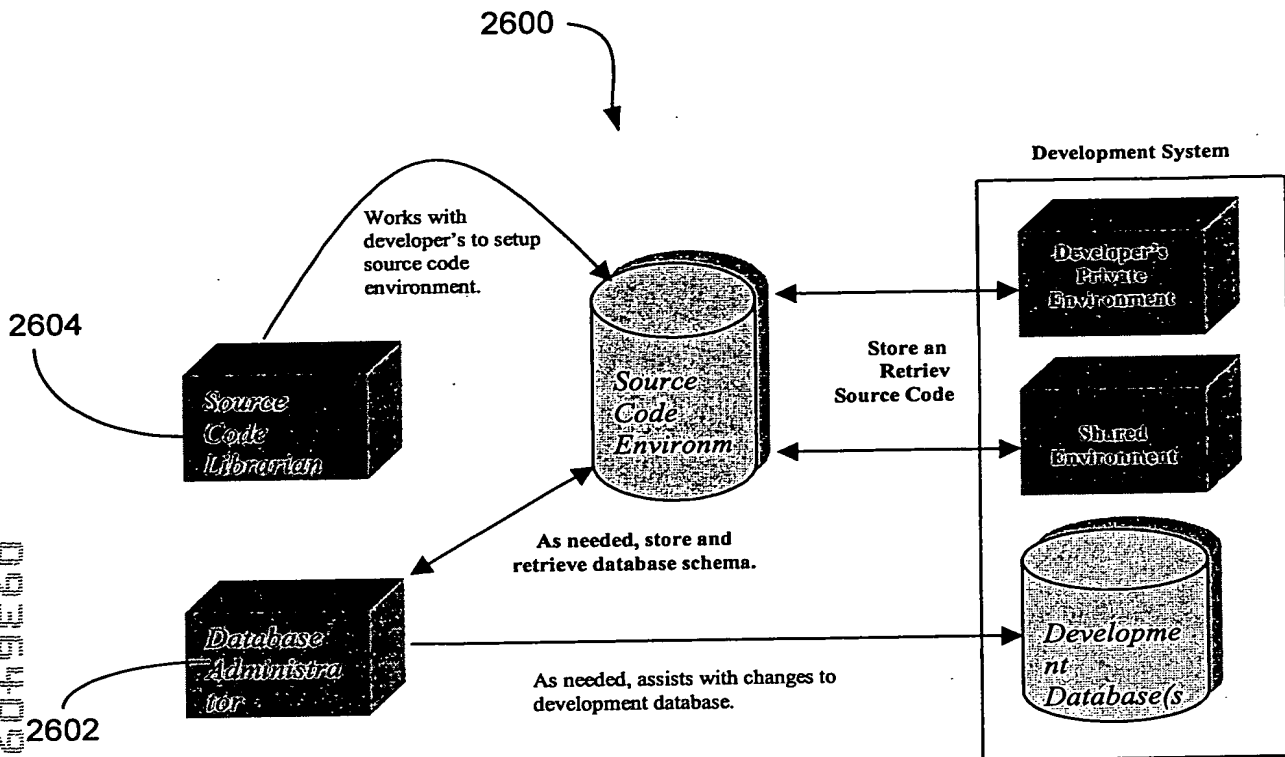 2600
Development System
Works with
developer's to setup
source code
environment.
Developer's
Private
Environment
2604
Source
Code
Librarian
Source
Code
Environm
Store an
Retriev
Source Code
Shared
Environment
As needed, store and
retrieve database schema.
Database
Administra
tor
2602
As needed, assists with changes to
development database.
Developme
nt
Database(s